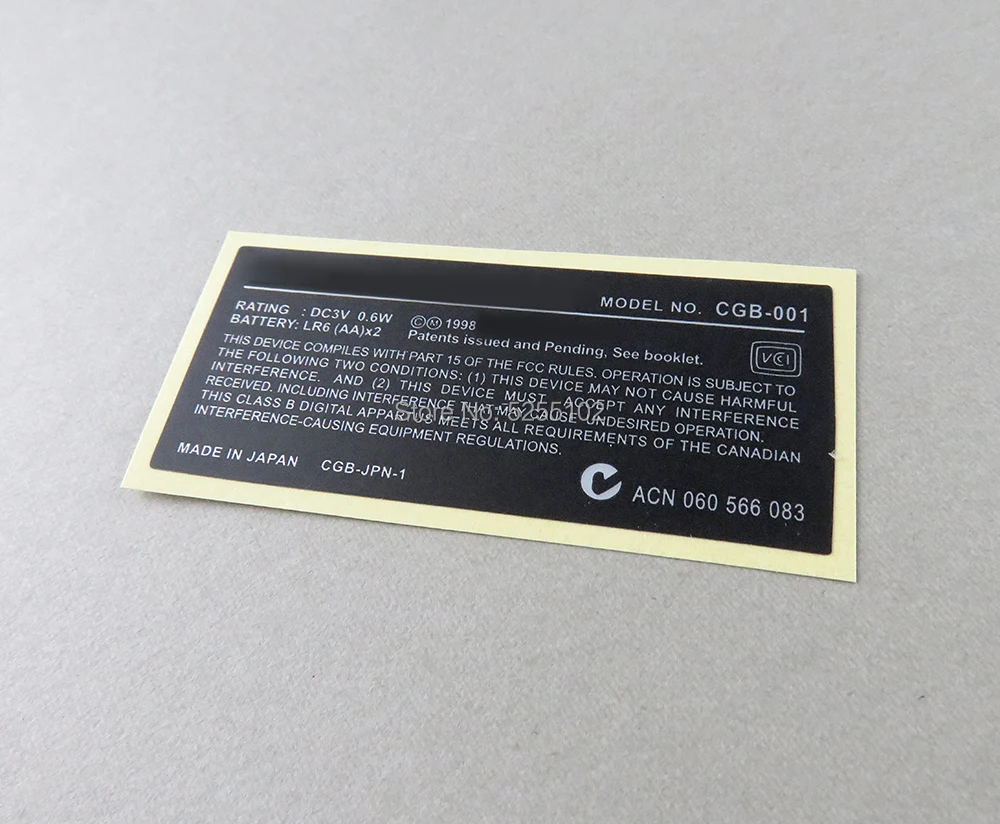 MODEL NO. CGB-001
RATING : DC3V 0.6W
BATTERY: LR6 (AA)x2
©Ⓜ 1998
Patents issued and Pending, See booklet.
VCI
THIS DEVICE COMPILES WITH PART 15 OF THE FCC RULES. OPERATION IS SUBJECT TO
THE FOLLOWING TWO CONDITIONS: (1) THIS DEVICE MAY NOT CAUSE HARMFUL
INTERFERENCE. AND (2) THIS DEVICE MUST ANY INTERFERENCE
RECEIVED. INCLUDING INTERFERENCE CAUSE UNDESIRED OPERATION.
THIS CLASS B DIGITAL APPARATUS MEETS ALL REQUIREMENTS OF THE CANADIAN
INTERFERENCE-CAUSING EQUIPMENT REGULATIONS.
Store No: 5255102
MADE IN JAPAN CGB-JPN-1
ACN 060 566 083